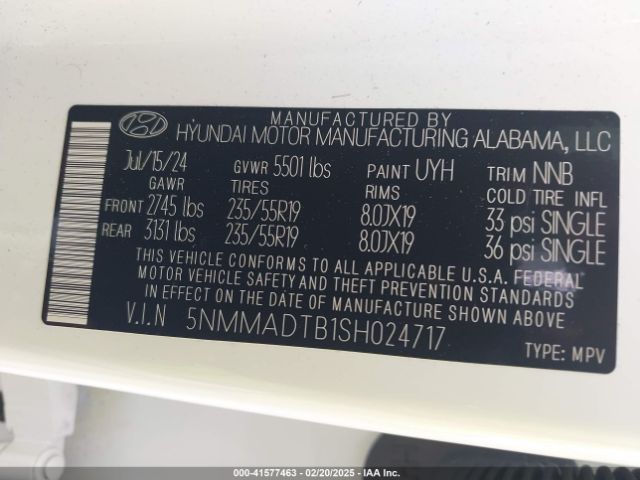 MANUFACTURED BY
HYUNDAI MOTOR MANUFACTURING ALABAMA, LLC
Jul/15/24 GVWR 5501 lbs PAINT UYH TRIM NNB
GAWR TIRES RIMS COLD TIRE INFL
FRONT 2745 lbs 235/55R19 8.0JX19 33 psi SINGLE
REAR 3131 lbs 235/55R19 8.0JX19 36 psi SINGLE
THIS VEHICLE CONFORMS TO ALL APPLICABLE U.S.A. FEDERAL
MOTOR VEHICLE SAFETY AND THEFT PREVENTION STANDARDS
IN EFFECT ON THE DATE OF MANUFACTURE SHOWN ABOVE
V.I.N 5NMMADTB1SH024717
TYPE: MPV
000-41577463 - 02/20/2025 - IAA Inc.